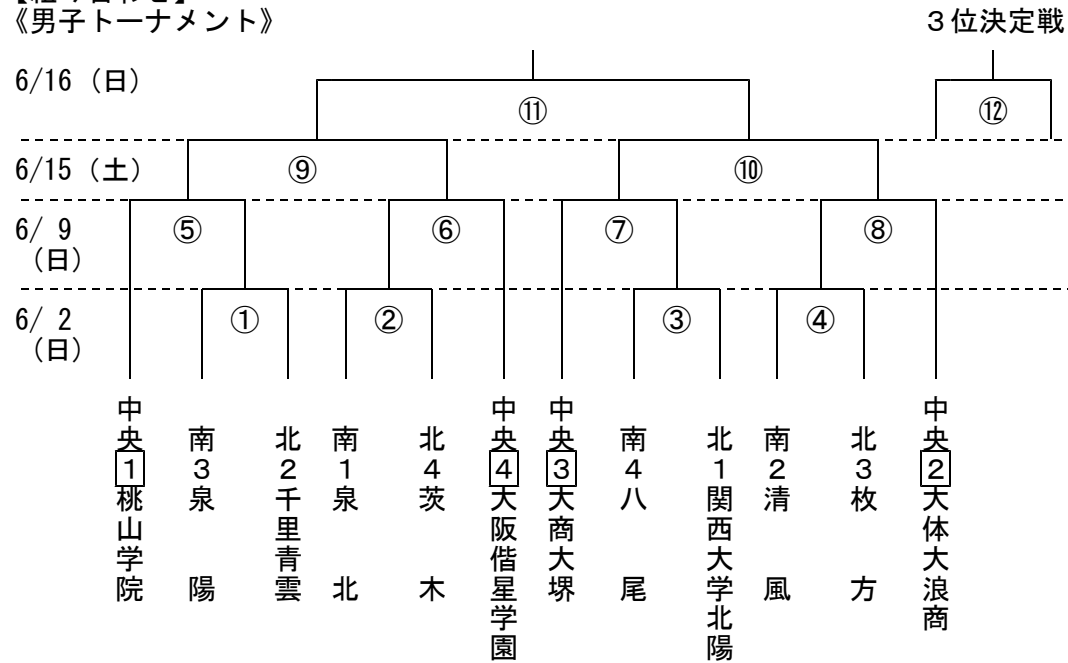 《男子トーナメント》
３位決定戦
6/16（日）
⑪
⑫
6/15（土）
⑨
⑩
6/ 9
（日）
⑤
⑥
⑦
⑧
6/ 2
（日）
①
②
③
④
中央1桃山学院
南３泉陽
北２千里青雲
南１泉北
北４茨木
中央4大阪偕星学園
中央3大商大堺
南４八尾
北１関西大学北陽
南２清風
北３枚方
中央2大体大浪商